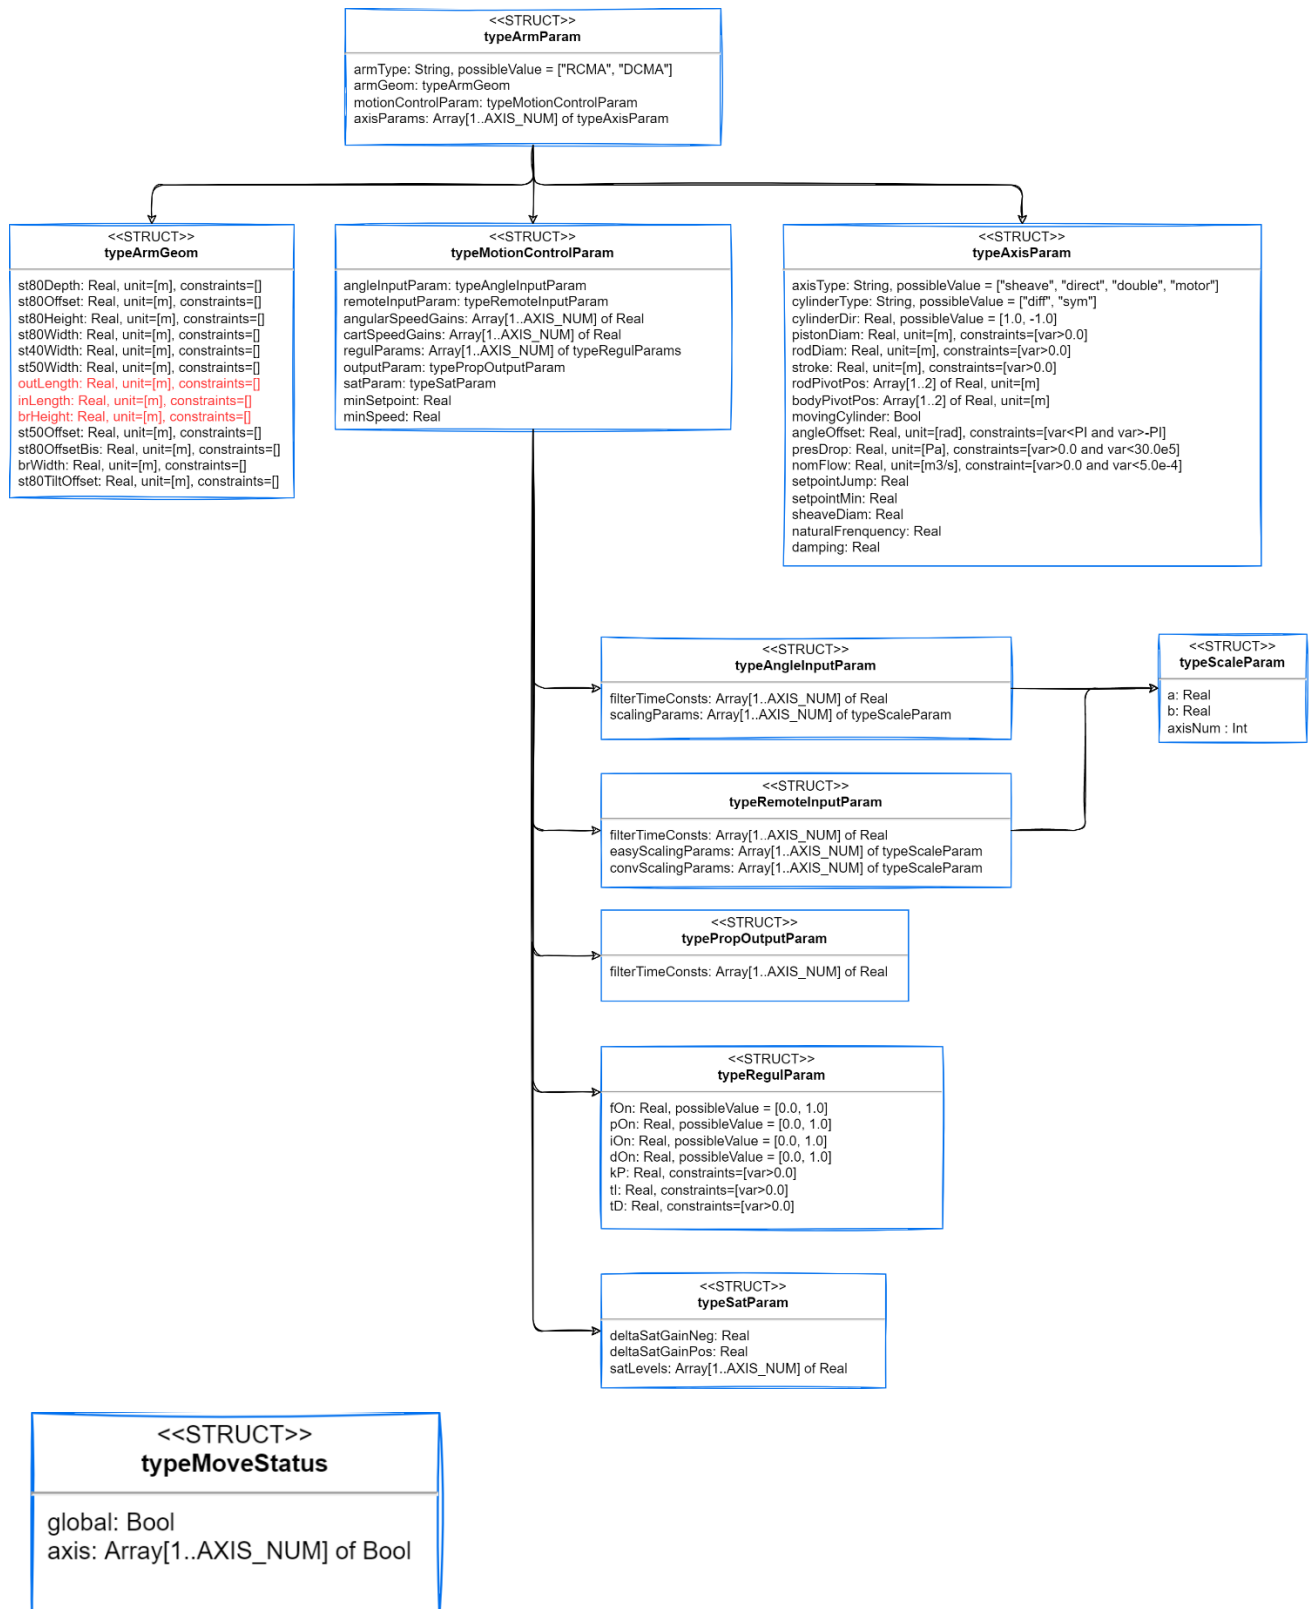 <<STRUCT>>
typeArmParam
armType: String, possibleValue = ["RCMA", "DCMA"]
armGeom: typeArmGeom
motionControlParam: typeMotionControlParam
axisParams: Array[1..AXIS_NUM] of typeAxisParam
<<STRUCT>>
typeArmGeom
st80Depth: Real, unit=[m], constraints=[]
st80Offset: Real, unit=[m], constraints=[]
st80Height: Real, unit=[m], constraints=[]
st80Width: Real, unit=[m], constraints=[]
st40Width: Real, unit=[m], constraints=[]
st50Width: Real, unit=[m], constraints=[]
outLength: Real, unit=[m], constraints=[]
inLength: Real, unit=[m], constraints=[]
brHeight: Real, unit=[m], constraints=[]
st50Offset: Real, unit=[m], constraints=[]
st80OffsetBis: Real, unit=[m], constraints=[]
brWidth: Real, unit=[m], constraints=[]
st80TiltOffset: Real, unit=[m], constraints=[]
<<STRUCT>>
typeMotionControlParam
angleInputParam: typeAngleInputParam
remoteInputParam: typeRemoteInputParam
angularSpeedGains: Array[1..AXIS_NUM] of Real
cartSpeedGains: Array[1..AXIS_NUM] of Real
regulParams: Array[1..AXIS_NUM] of typeRegulParams
outputParam: typePropOutputParam
satParam: typeSatParam
minSetpoint: Real
minSpeed: Real
<<STRUCT>>
typeAxisParam
axisType: String, possibleValue = ["sheave", "direct", "double", "motor"]
cylinderType: String, possibleValue = ["diff", "sym"]
cylinderDir: Real, possibleValue = [1.0, -1.0]
pistonDiam: Real, unit=[m], constraints=[var>0.0]
rodDiam: Real, unit=[m], constraints=[var>0.0]
stroke: Real, unit=[m], constraints=[var>0.0]
rodPivotPos: Array[1..2] of Real, unit=[m]
bodyPivotPos: Array[1..2] of Real, unit=[m]
movingCylinder: Bool
angleOffset: Real, unit=[rad], constraints=[var<PI and var>-PI]
presDrop: Real, unit=[Pa], constraints=[var>0.0 and var<30.0e5]
nomFlow: Real, unit=[m3/s], constraint=[var>0.0 and var<5.0e-4]
setpointJump: Real
setpointMin: Real
sheaveDiam: Real
naturalFrenquency: Real
damping: Real
<<STRUCT>>
typeAngleInputParam
filterTimeConsts: Array[1..AXIS_NUM] of Real
scalingParams: Array[1..AXIS_NUM] of typeScaleParam
<<STRUCT>>
typeScaleParam
a: Real
b: Real
axisNum : Int
<<STRUCT>>
typeRemoteInputParam
filterTimeConsts: Array[1..AXIS_NUM] of Real
easyScalingParams: Array[1..AXIS_NUM] of typeScaleParam
convScalingParams: Array[1..AXIS_NUM] of typeScaleParam
<<STRUCT>>
typePropOutputParam
filterTimeConsts: Array[1..AXIS_NUM] of Real
<<STRUCT>>
typeRegulParam
fOn: Real, possibleValue = [0.0, 1.0]
pOn: Real, possibleValue = [0.0, 1.0]
iOn: Real, possibleValue = [0.0, 1.0]
dOn: Real, possibleValue = [0.0, 1.0]
kP: Real, constraints=[var>0.0]
tI: Real, constraints=[var>0.0]
tD: Real, constraints=[var>0.0]
<<STRUCT>>
typeSatParam
deltaSatGainNeg: Real
deltaSatGainPos: Real
satLevels: Array[1..AXIS_NUM] of Real
<<STRUCT>>
typeMoveStatus
global: Bool
axis: Array[1..AXIS_NUM] of Bool